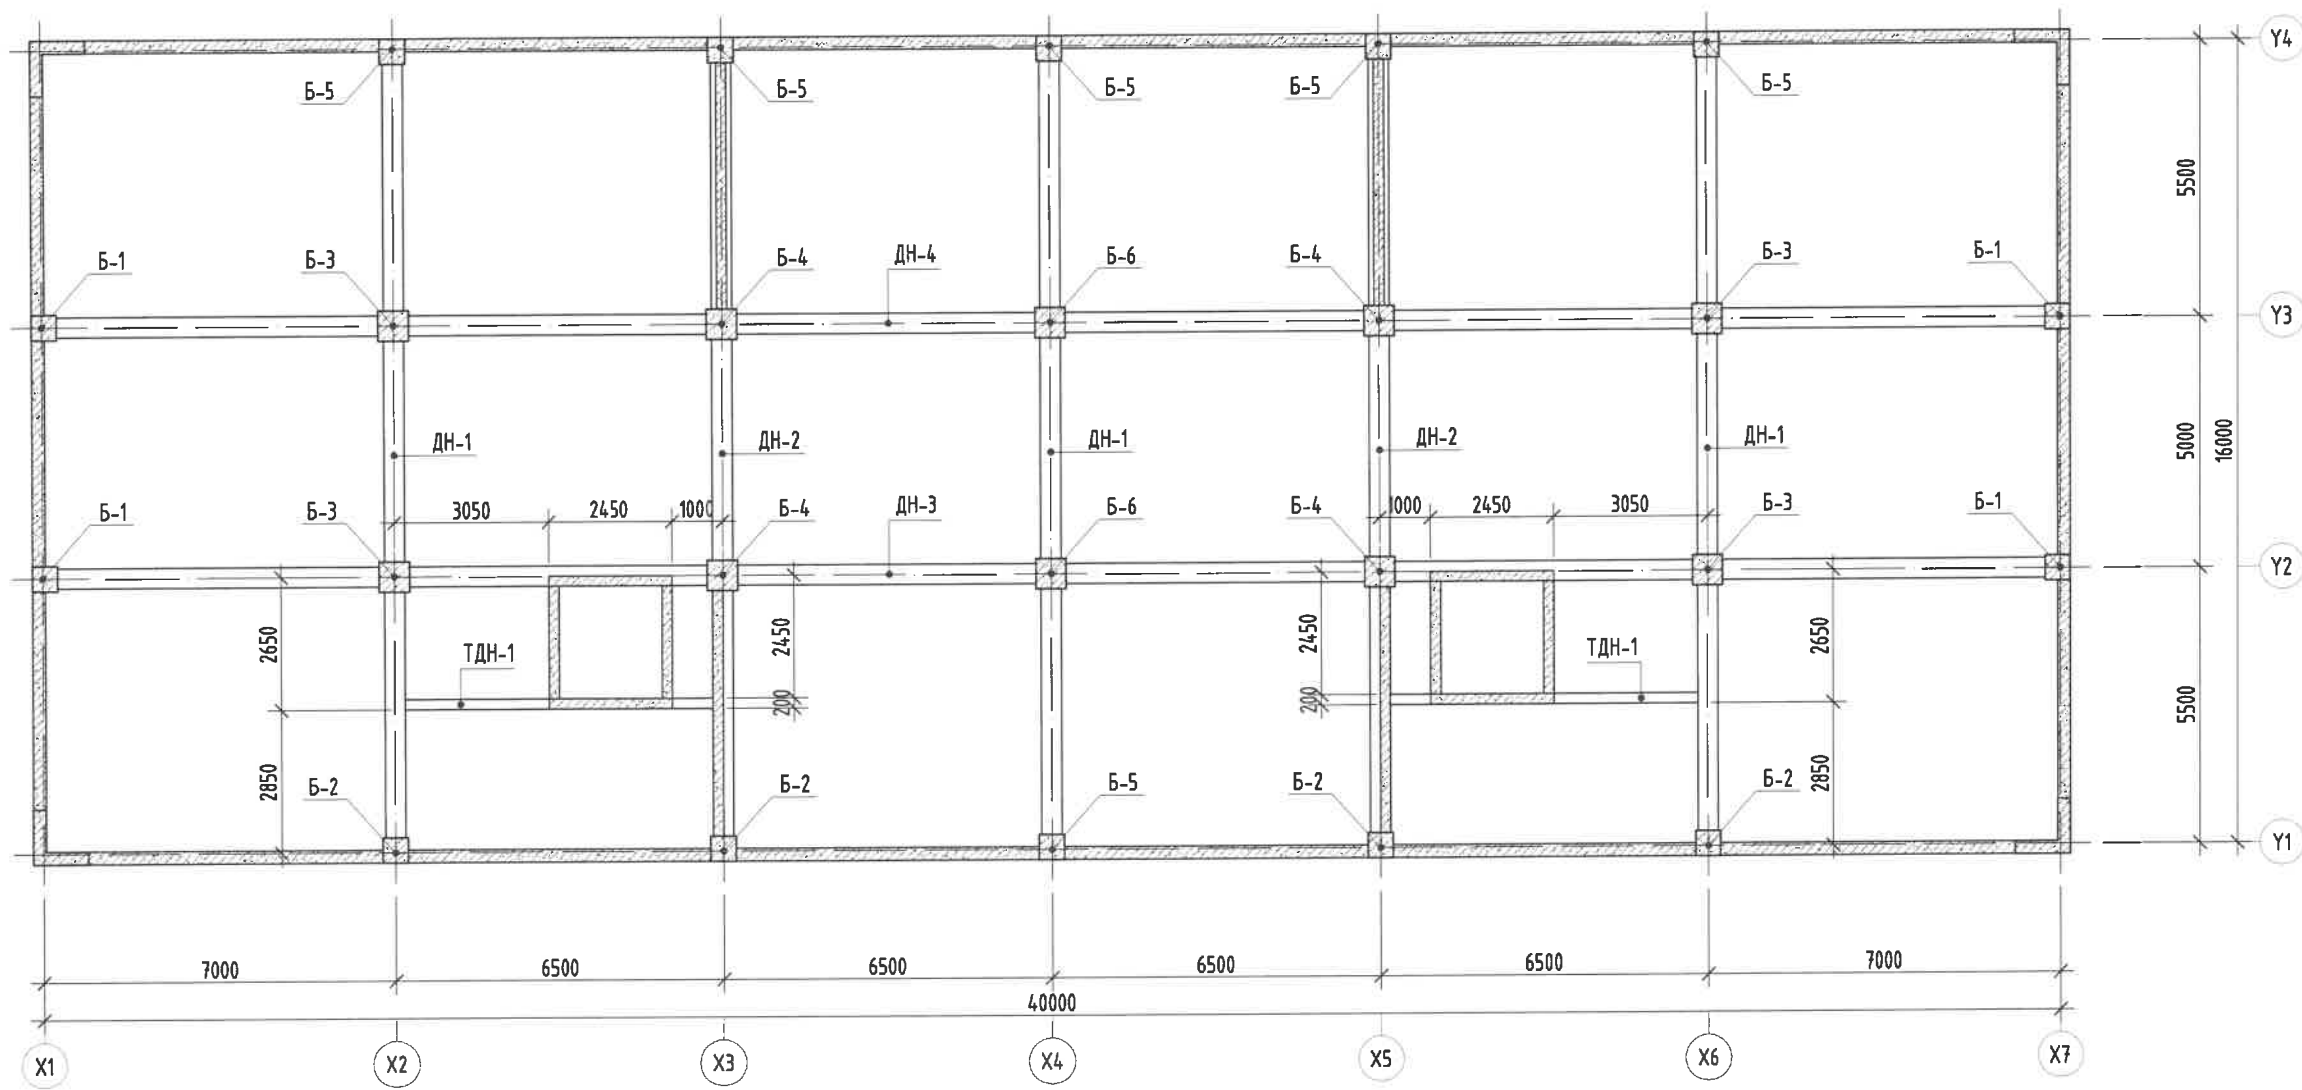 Y4
Б-5 Б-5 Б-5 Б-5 Б-5
5500
Б-1 Б-3 Б-4 ДН-4 Б-6 Б-4 Б-3 Б-1
Y3
ДН-1 ДН-2 ДН-1 ДН-2 ДН-1
5000 16000
Б-1 Б-3 3050 2450 1000 Б-4 ДН-3 Б-6 Б-4 1000 2450 3050 Б-3 Б-1
Y2
2650 ТДН-1 2450 2450 ТДН-1 2650
200 200
5500
2850 Б-2 Б-2 Б-5 Б-2 Б-2 2850
Y1
7000 6500 6500 6500 6500 7000
40000
X1 X2 X3 X4 X5 X6 X7